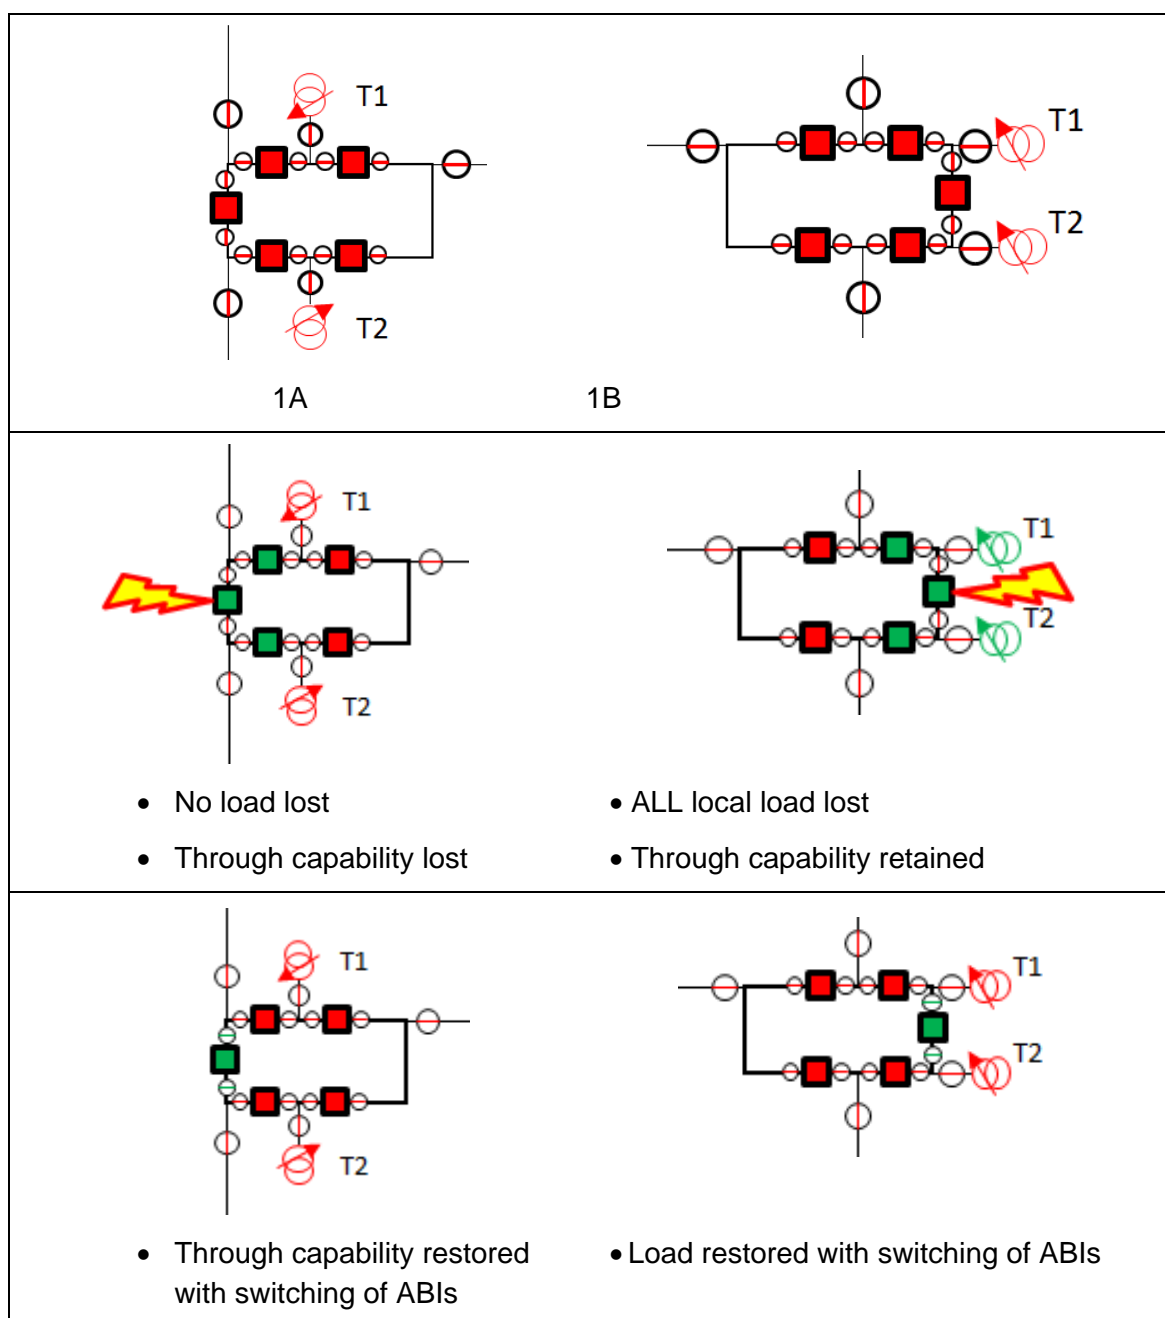 T1
T1
T2
T2
1A 1B
T1
T1
T2
T2
• No load lost
• ALL local load lost
• Through capability lost
• Through capability retained
T1
T1
T2
T2
• Through capability restored
with switching of ABIs
• Load restored with switching of ABIs